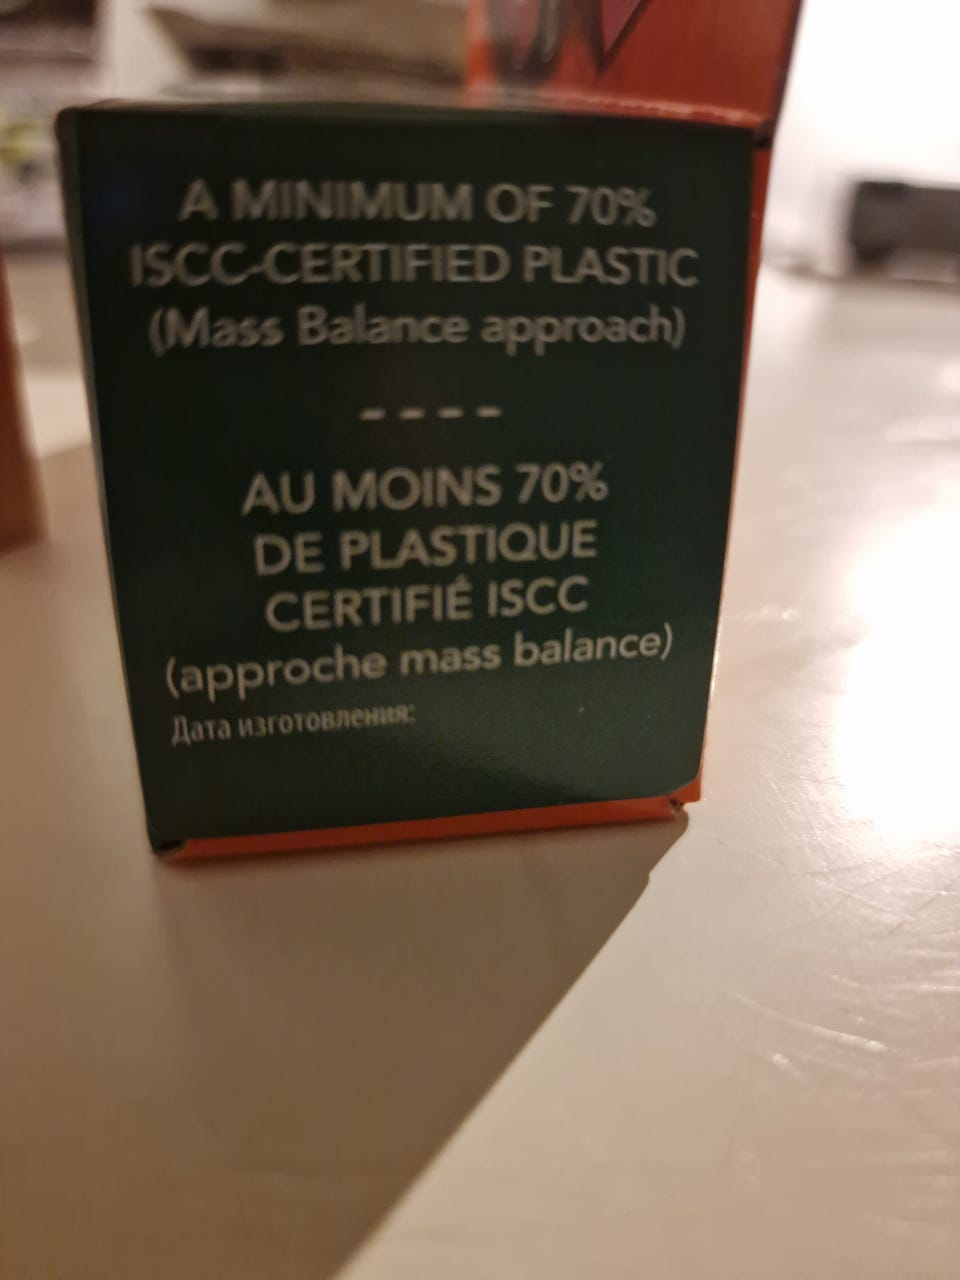 A MINIMUM OF 70%
ISCC-CERTIFIED PLASTIC
(Mass Balance approach)
----
AU MOINS 70%
DE PLASTIQUE
CERTIFIÉ ISCC
(approche mass balance)
Дата изготовления: